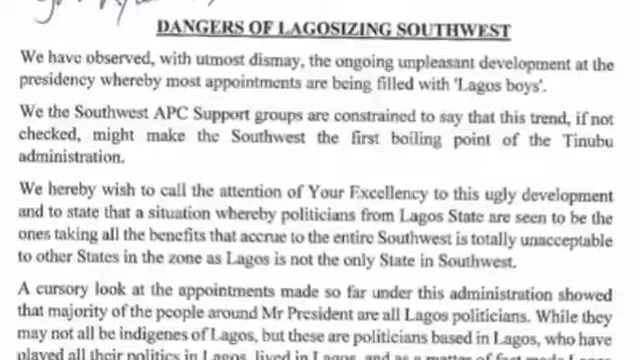 DANGERS OF LAGOSIZING SOUTHWEST
We have observed, with utmost dismay, the ongoing unpleasant development at the
presidency whereby most appointments are being filled with 'Lagos boys'.
We the Southwest APC Support groups are constrained to say that this trend, if not
checked, might make the Southwest the first boiling point of the Tinubu
administration.
We hereby wish to call the attention of Your Excellency to this ugly development
and to state that a situation whereby politicians from Lagos State are seen to be the
ones taking all the benefits that accrue to the entire Southwest is totally unacceptable
to other States in the zone as Lagos is not the only State in Southwest.
A cursory look at the appointments made so far under this administration showed
that majority of the people around Mr President are all Lagos politicians. While they
may not all be indigenes of Lagos, but these are politicians based in Lagos, who have
played all their politics in Lagos, lived in Lagos, and as a matter of fact made Lagos